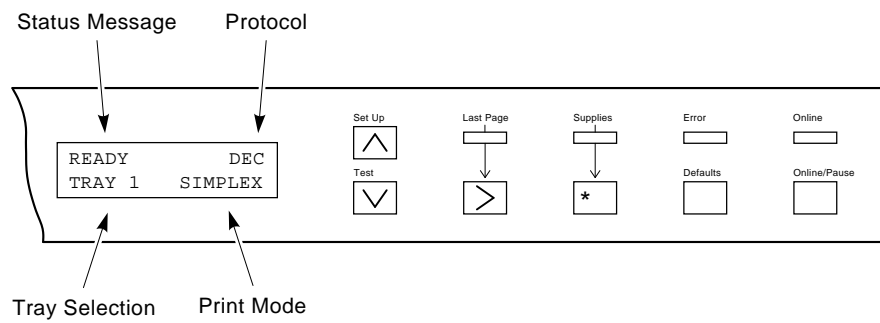 Status Message Protocol
Set Up Last Page Supplies Error Online
READY DEC
TRAY 1 SIMPLEX
Test Defaults Online/Pause
*
Tray Selection Print Mode